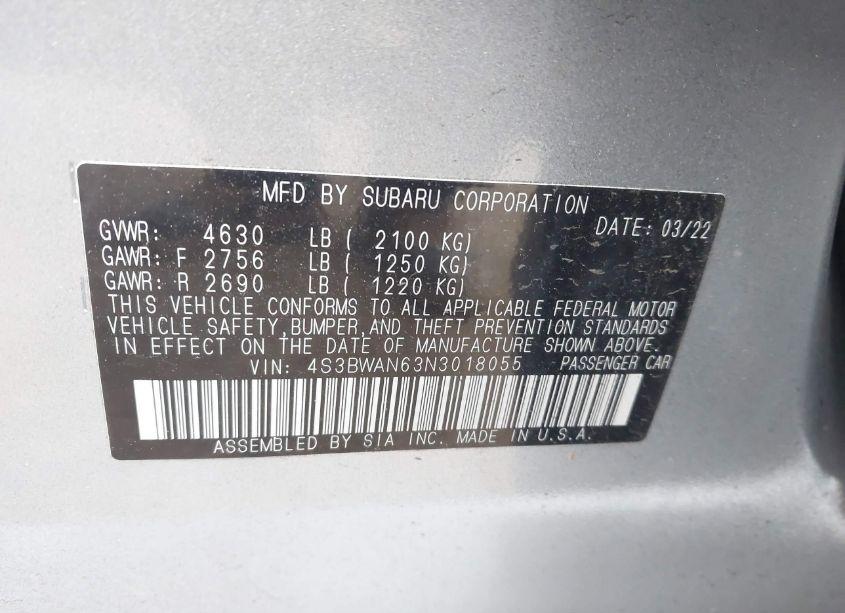 MFD BY SUBARU CORPORATION
DATE: 03/22
GVWR: 4630 LB ( 2100 KG)
GAWR: F 2756 LB ( 1250 KG)
GAWR: R 2690 LB ( 1220 KG)
THIS VEHICLE CONFORMS TO ALL APPLICABLE FEDERAL MOTOR
VEHICLE SAFETY,BUMPER,AND THEFT PREVENTION STANDARDS
IN EFFECT ON THE DATE OF MANUFACTURE SHOWN ABOVE.
VIN: 4S3BWAN63N3018055 PASSENGER CAR
ASSEMBLED BY SIA INC. MADE IN U.S.A.